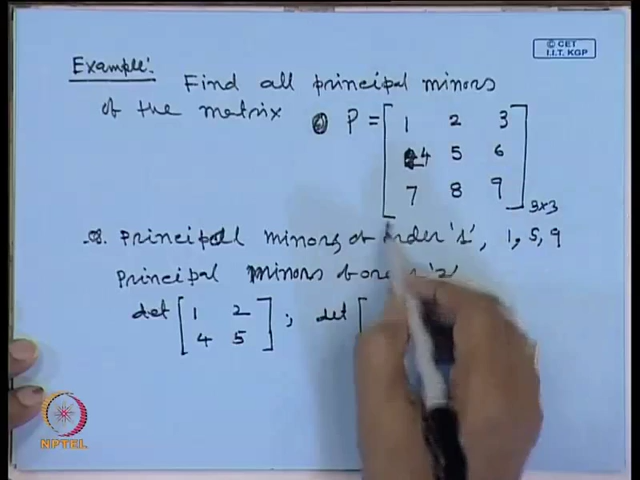 © CET
I.I.T. KGP
Example:
Find all principal minors
of the matrix P = [ 1 2 3
4 5 6
7 8 9 ] 3×3
Principal minors of order '1', 1, 5, 9
Principal minors of order '2'
det [ 1 2 ; det [
4 5 ]
NPTEL